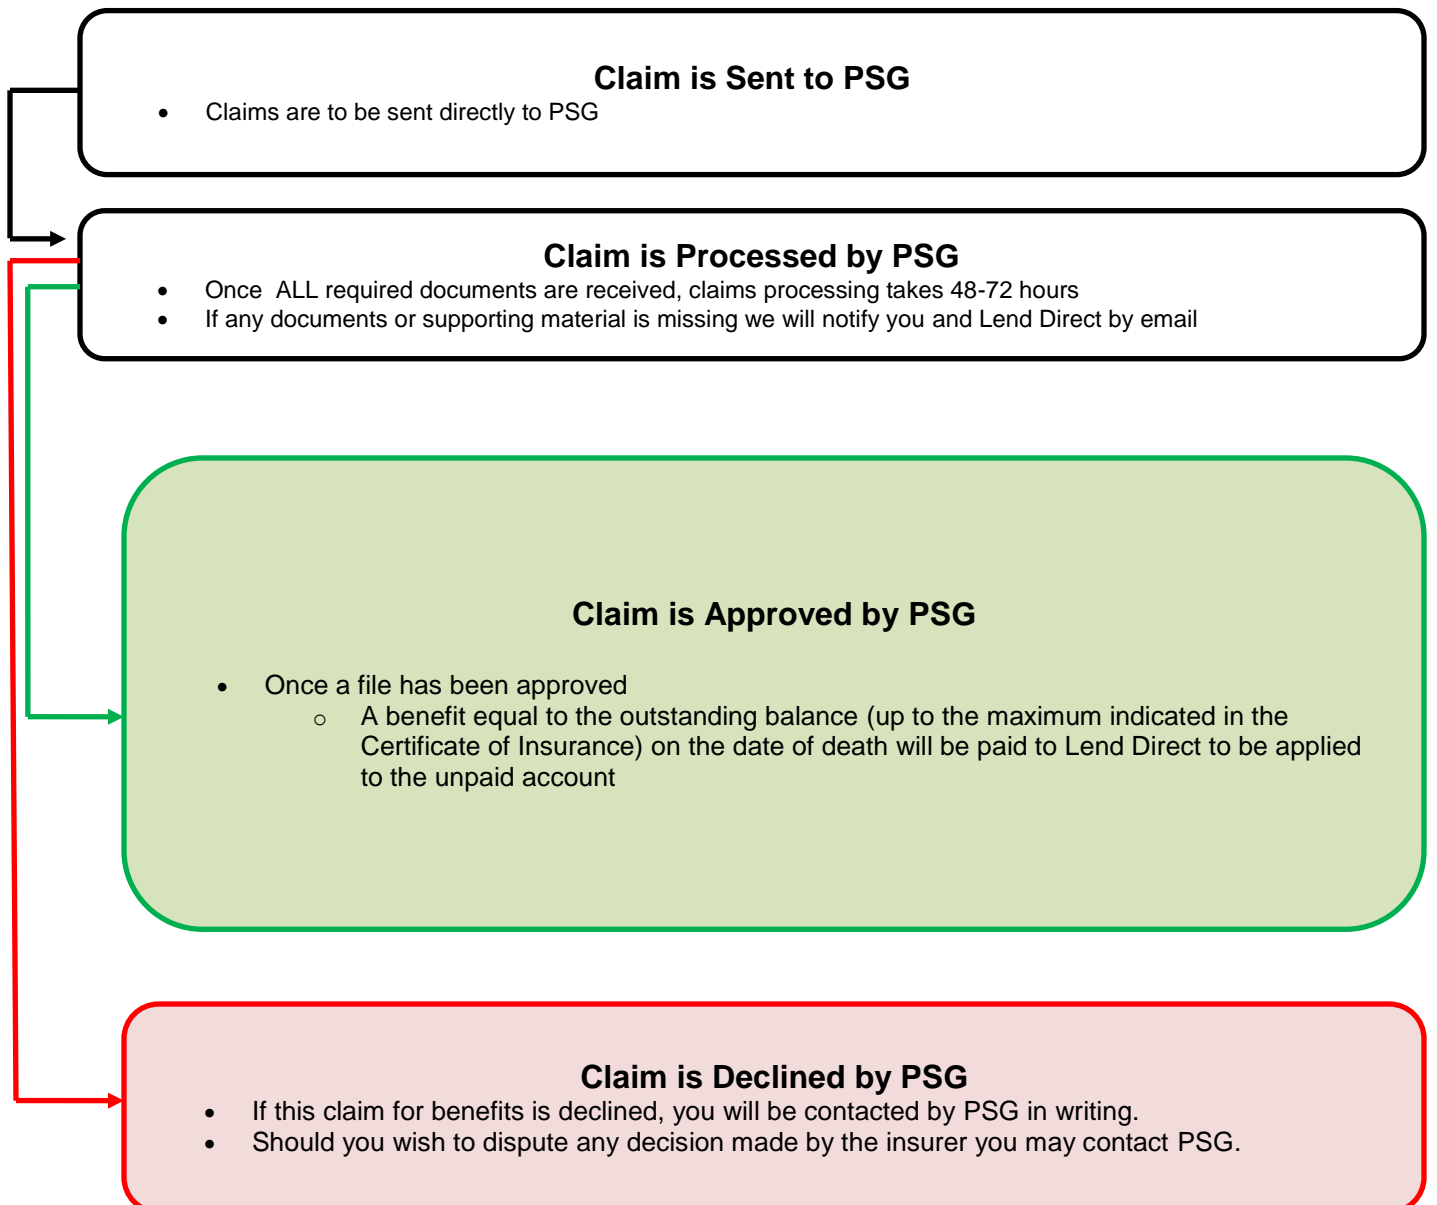 Claim is Sent to PSG
• Claims are to be sent directly to PSG
Claim is Processed by PSG
• Once  ALL required documents are received, claims processing takes 48-72 hours
• If any documents or supporting material is missing we will notify you and Lend Direct by email
Claim is Approved by PSG
• Once a file has been approved
○ A benefit equal to the outstanding balance (up to the maximum indicated in the
Certificate of Insurance) on the date of death will be paid to Lend Direct to be applied
to the unpaid account
Claim is Declined by PSG
• If this claim for benefits is declined, you will be contacted by PSG in writing.
• Should you wish to dispute any decision made by the insurer you may contact PSG.